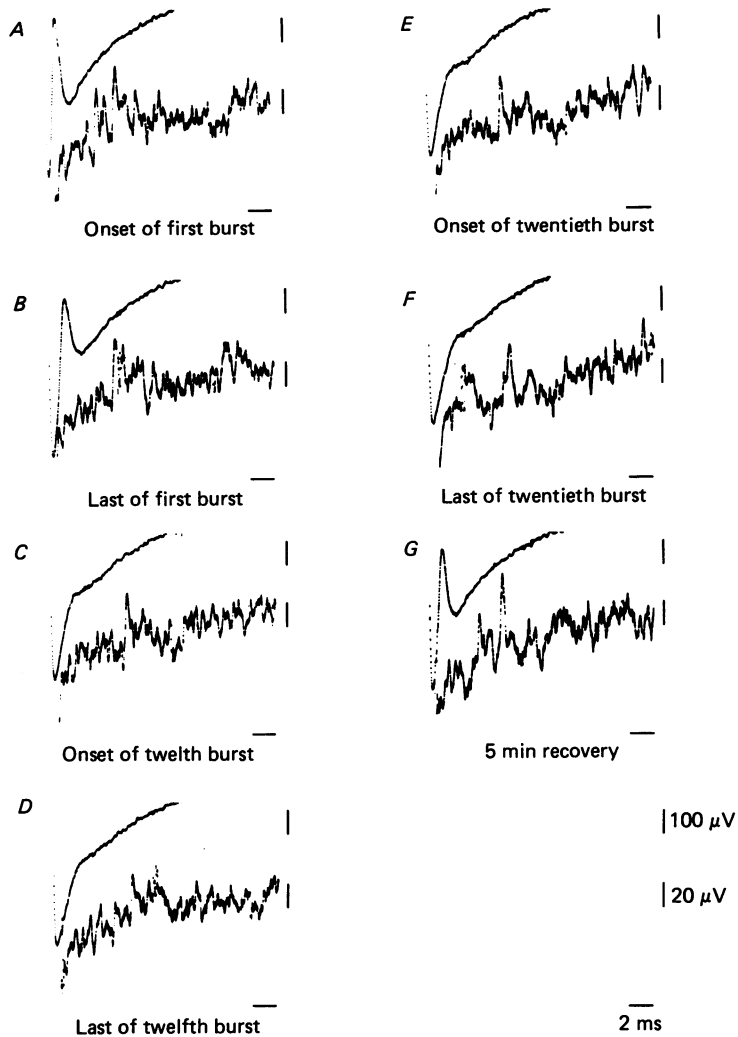 A
Onset of first burst
B
Last of first burst
C
Onset of twelth burst
D
Last of twelfth burst
E
Onset of twentieth burst
F
Last of twentieth burst
G
5 min recovery
100 μV
20 μV
2 ms